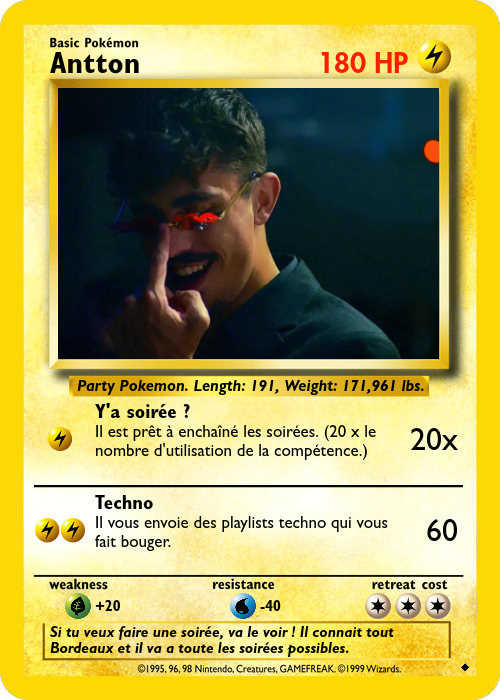 Basic Pokémon
Antton
180 HP
Party Pokemon. Length: 191, Weight: 171,961 lbs.
Y'a soirée ?
Il est prêt à enchaîné les soirées. (20 x le
nombre d'utilisation de la compétence.)
20x
Techno
Il vous envoie des playlists techno qui vous
fait bouger.
60
weakness
resistance
retreat cost
+20
-40
Si tu veux faire une soirée, va le voir ! Il connait tout
Bordeaux et il va a toute les soirées possibles.
©1995, 96, 98 Nintendo, Creatures, GAMEFREAK. ©1999 Wizards.